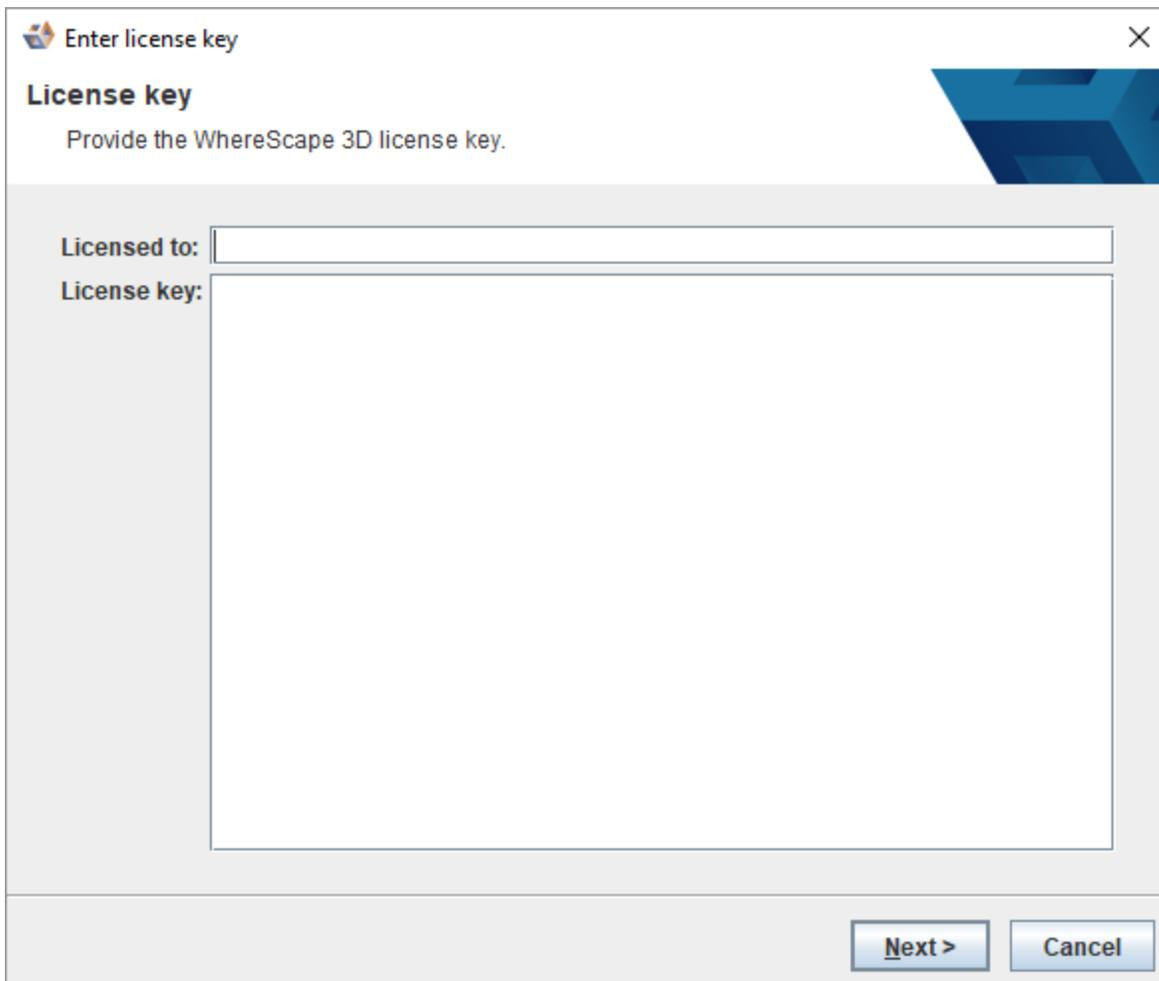 Enter license key
License key
Provide the WhereScape 3D license key.
Licensed to:
License key:
Next >
Cancel